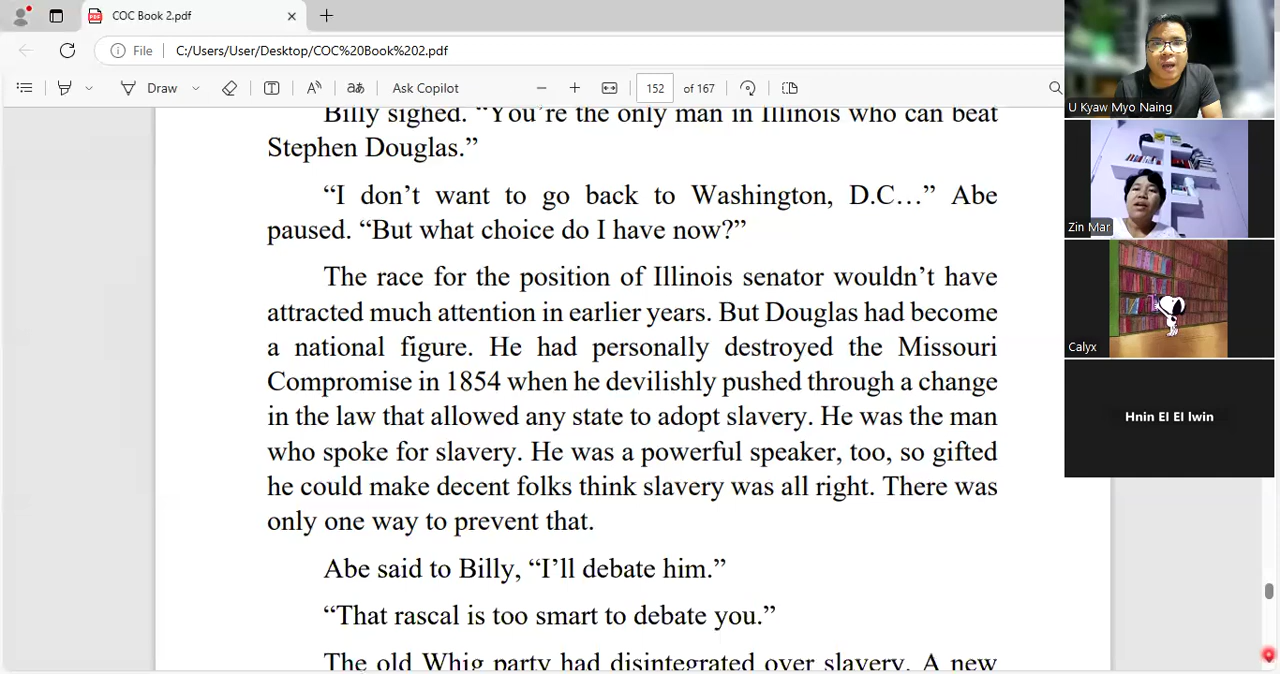 COC Book 2.pdf
File
C:/Users/User/Desktop/COC%20Book%202.pdf
Draw
Ask Copilot
152
of 167
Billy sighed. “You’re the only man in Illinois who can beat
Stephen Douglas.”
“I don’t want to go back to Washington, D.C…” Abe
paused. “But what choice do I have now?”
The race for the position of Illinois senator wouldn’t have
attracted much attention in earlier years. But Douglas had become
a national figure. He had personally destroyed the Missouri
Compromise in 1854 when he devilishly pushed through a change
in the law that allowed any state to adopt slavery. He was the man
who spoke for slavery. He was a powerful speaker, too, so gifted
he could make decent folks think slavery was all right. There was
only one way to prevent that.
Abe said to Billy, “I’ll debate him.”
“That rascal is too smart to debate you.”
The old Whig party had disintegrated over slavery. A new
U Kyaw Myo Naing
Zin Mar
Calyx
Hnin EI EI lwin